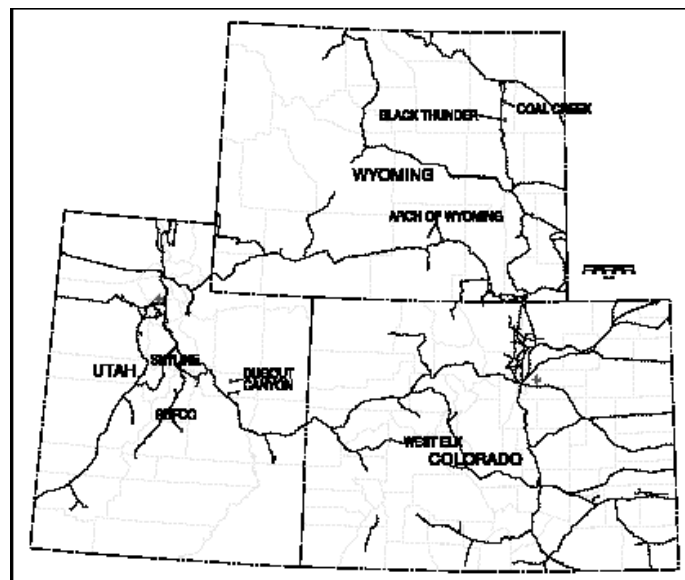 COAL CREEK
BLACK THUNDER
WYOMING
ARCH OF WYOMING
SKYLINE
UTAH
DUGOUT
CANYON
SUFCO
WEST ELK
COLORADO